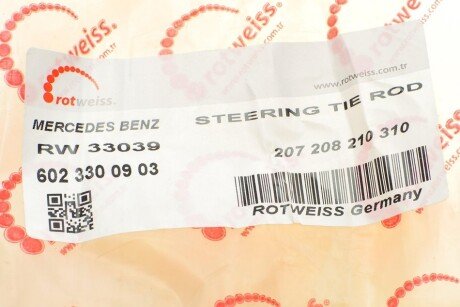 rotweiss.
www.rotweiss.com.tr
MERCEDES BENZ
STEERING TIE ROD
RW 33039
207 208 210 310
602 330 09 03
ROTWEISS Germany